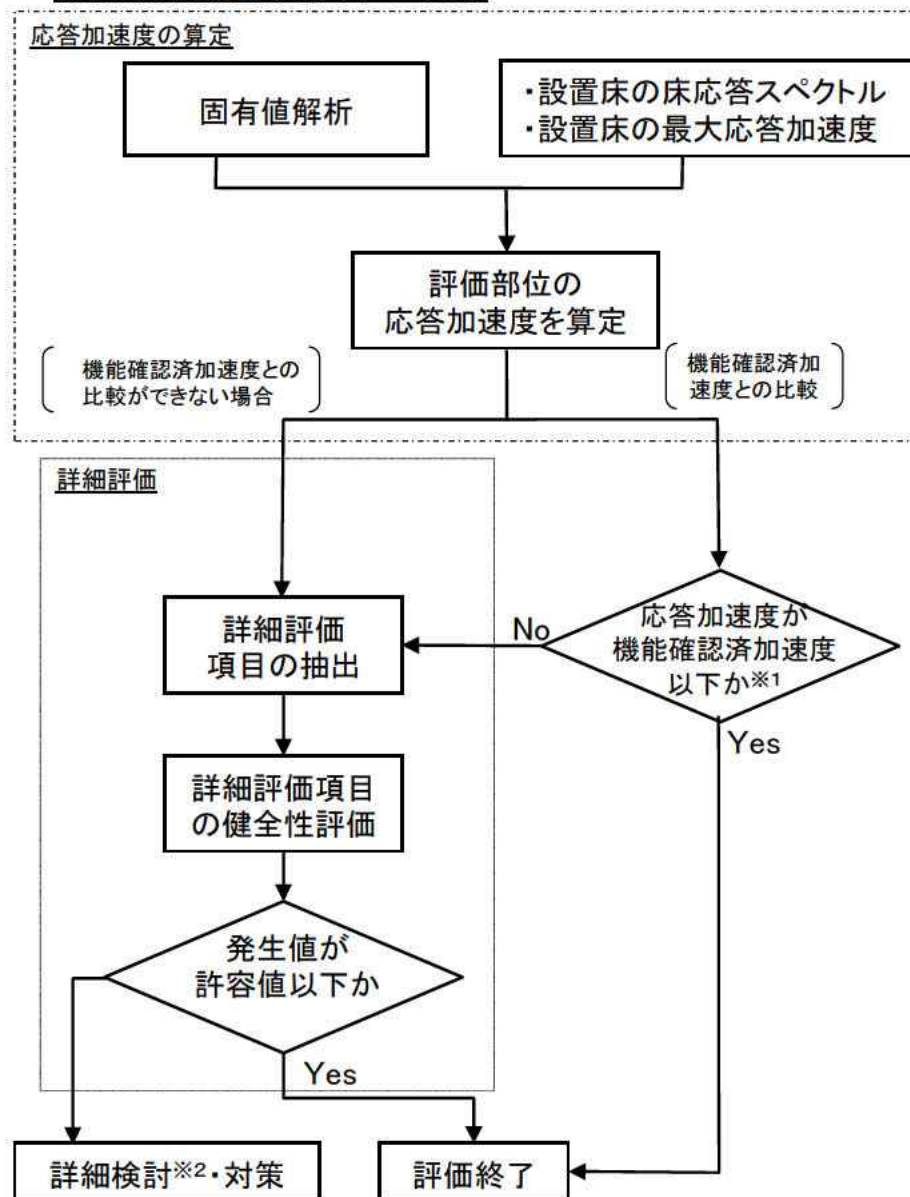 応答加速度の算定
固有値解析
・設置床の床応答スペクトル
・設置床の最大応答加速度
評価部位の
応答加速度を算定
機能確認済加速度との
比較ができない場合
機能確認済加
速度との比較
詳細評価
詳細評価
項目の抽出
No
応答加速度が
機能確認済加速度
以下か※1
Yes
詳細評価項目
の健全性評価
発生値が
許容値以下か
Yes
詳細検討※2・対策
評価終了